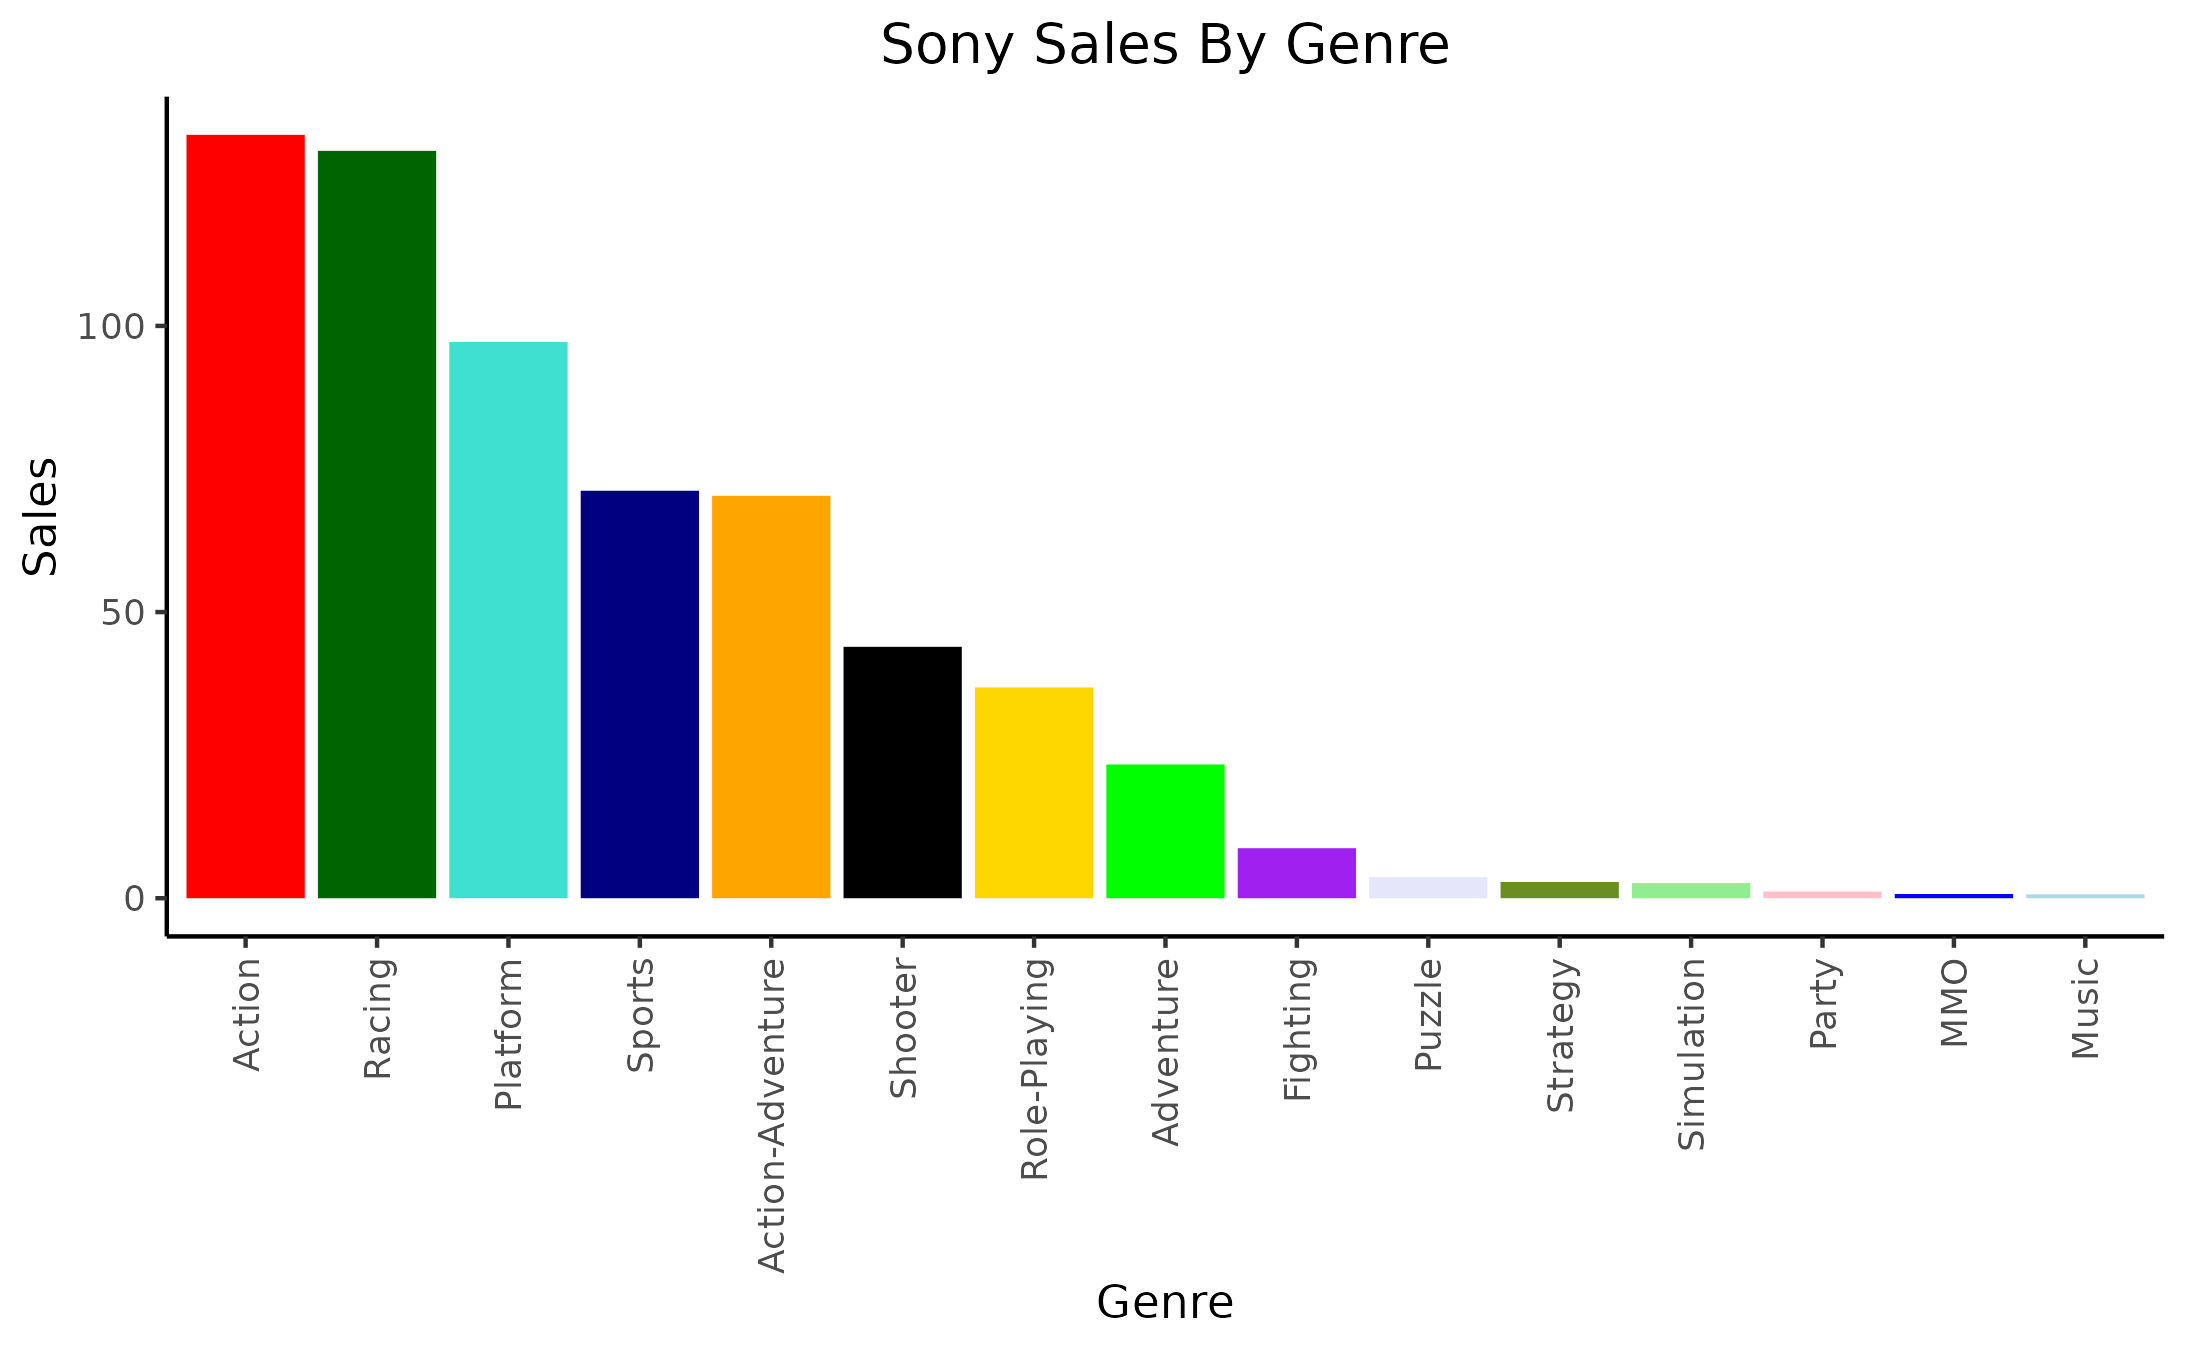 Sony Sales By Genre
Sales
100
50
0
Action
Racing
Platform
Sports
Action-Adventure
Shooter
Role-Playing
Adventure
Fighting
Puzzle
Strategy
Simulation
Party
MMO
Music
Genre